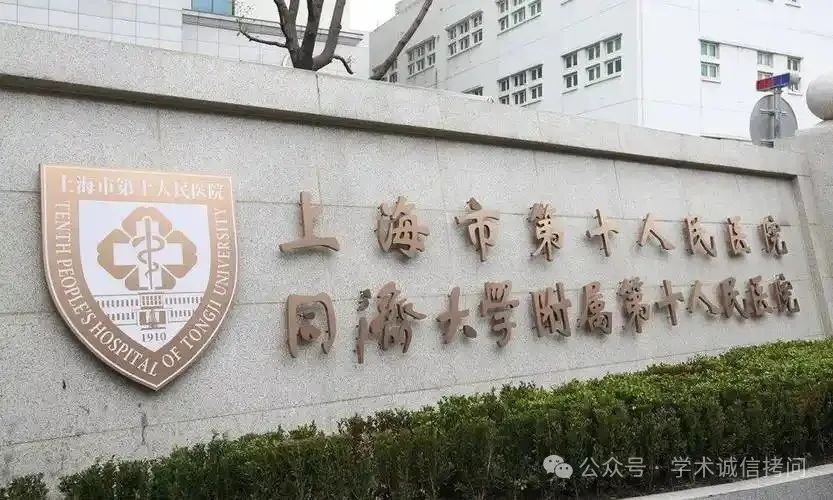 上海市第十人民医院
TENTH PEOPLE'S HOSPITAL OF TONGJI UNIVERSITY
1910
上海市第十人民医院
同濟大学附属第十人民医院
公众号·学术诚信拷问